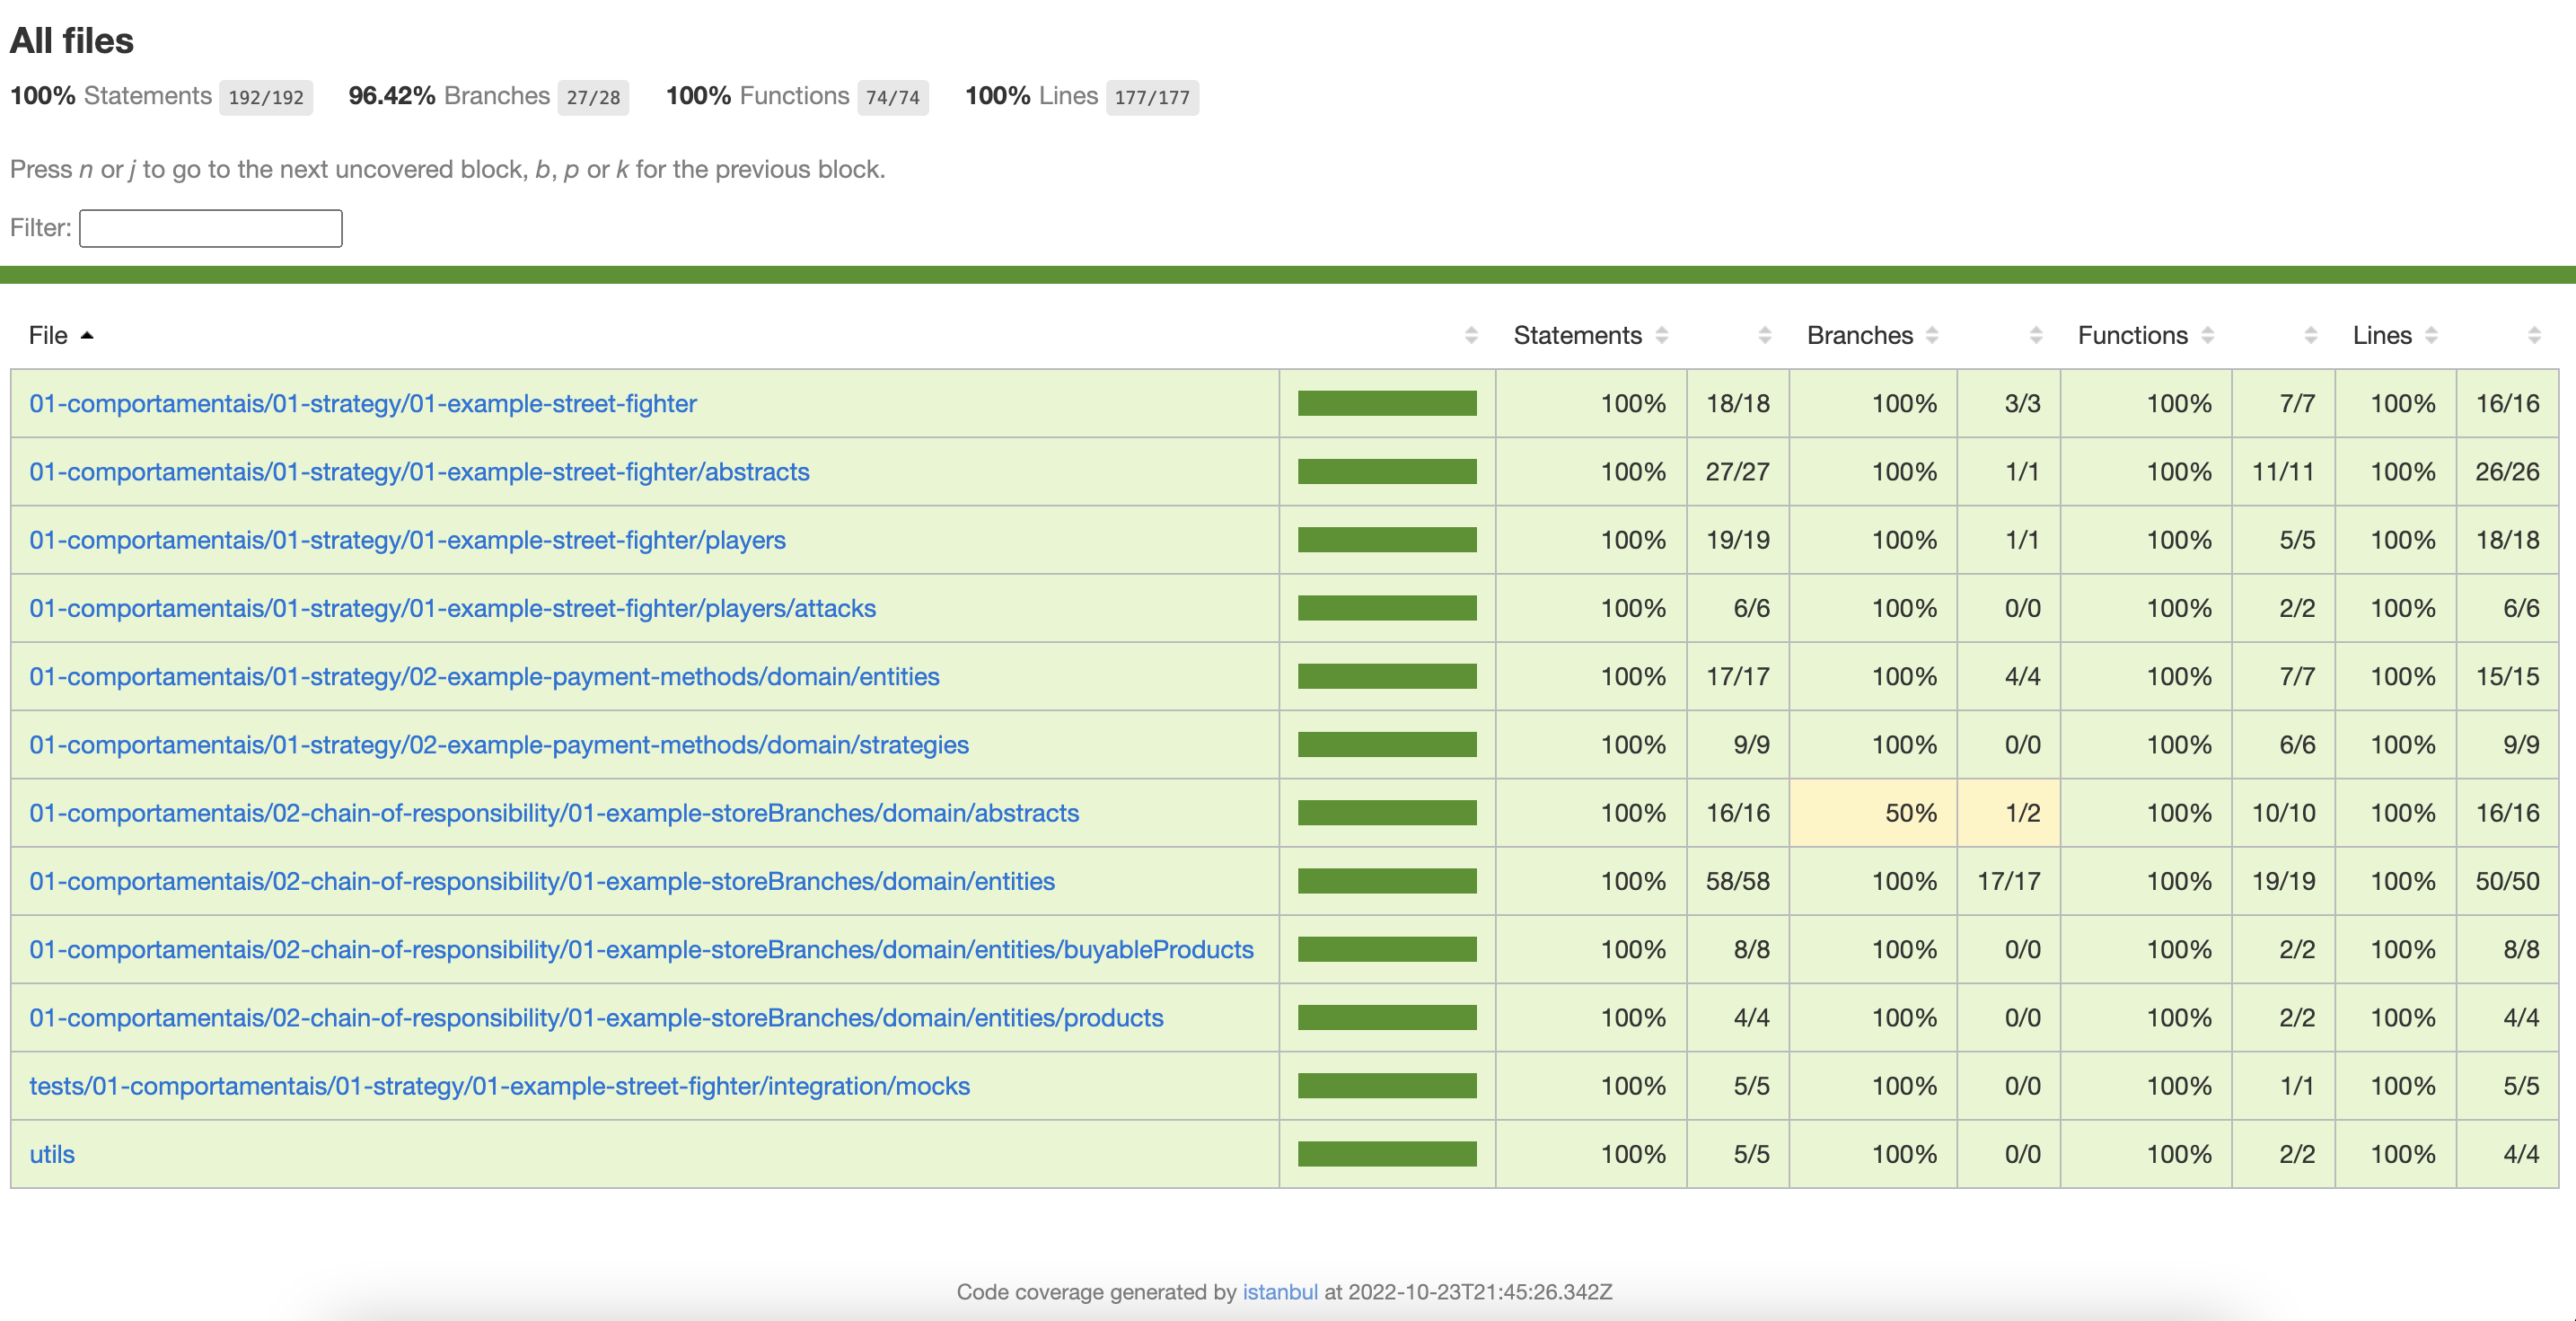 All files
100% Statements 192/192 96.42% Branches 27/28 100% Functions 74/74 100% Lines 177/177
Press n or j to go to the next uncovered block, b, p or k for the previous block.
Filter:
File Statements Branches Functions Lines
01-comportamentais/01-strategy/01-example-street-fighter 100% 18/18 100% 3/3 100% 7/7 100% 16/16
01-comportamentais/01-strategy/01-example-street-fighter/abstracts 100% 27/27 100% 1/1 100% 11/11 100% 26/26
01-comportamentais/01-strategy/01-example-street-fighter/players 100% 19/19 100% 1/1 100% 5/5 100% 18/18
01-comportamentais/01-strategy/01-example-street-fighter/players/attacks 100% 6/6 100% 0/0 100% 2/2 100% 6/6
01-comportamentais/01-strategy/02-example-payment-methods/domain/entities 100% 17/17 100% 4/4 100% 7/7 100% 15/15
01-comportamentais/01-strategy/02-example-payment-methods/domain/strategies 100% 9/9 100% 0/0 100% 6/6 100% 9/9
01-comportamentais/02-chain-of-responsibility/01-example-storeBranches/domain/abstracts 100% 16/16 50% 1/2 100% 10/10 100% 16/16
01-comportamentais/02-chain-of-responsibility/01-example-storeBranches/domain/entities 100% 58/58 100% 17/17 100% 19/19 100% 50/50
01-comportamentais/02-chain-of-responsibility/01-example-storeBranches/domain/entities/buyableProducts 100% 8/8 100% 0/0 100% 2/2 100% 8/8
01-comportamentais/02-chain-of-responsibility/01-example-storeBranches/domain/entities/products 100% 4/4 100% 0/0 100% 2/2 100% 4/4
tests/01-comportamentais/01-strategy/01-example-street-fighter/integration/mocks 100% 5/5 100% 0/0 100% 1/1 100% 5/5
utils 100% 5/5 100% 0/0 100% 2/2 100% 4/4
Code coverage generated by istanbul at 2022-10-23T21:45:26.342Z